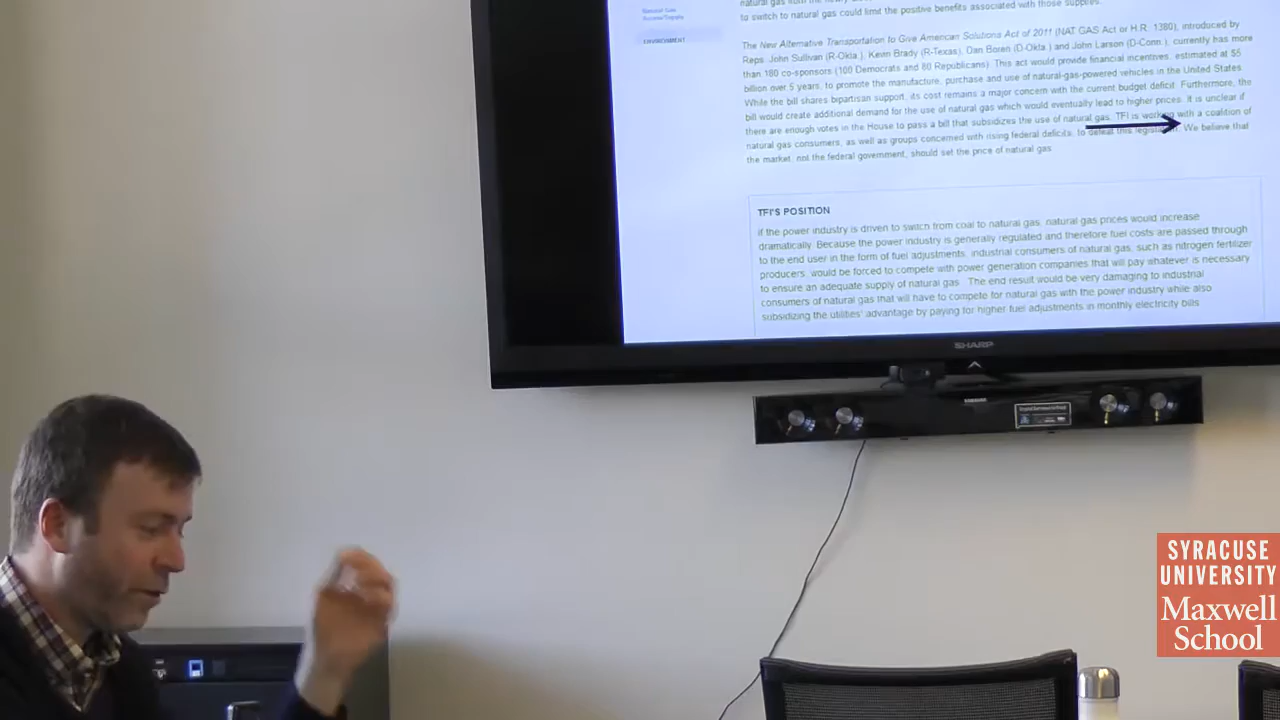 natural gas from the newly
to switch to natural gas could limit the positive benefits associated with those supplies.
ENVIRONMENT
The New Alternative Transportation to Give American Solutions Act of 2011 (NAT GAS Act or H.R. 1380), introduced by
Reps. John Sullivan (R-Okla.), Kevin Brady (R-Texas), Dan Boren (D-Okla.) and John Larson (D-Conn.), currently has more
than 180 co-sponsors (100 Democrats and 80 Republicans). This act would provide financial incentives, estimated at $5
billion over 5 years, to promote the manufacture, purchase and use of natural-gas-powered vehicles in the United States.
While the bill shares bipartisan support, its cost remains a major concern with the current budget deficit. Furthermore, the
bill would create additional demand for the use of natural gas which would eventually lead to higher prices. It is unclear if
there are enough votes in the House to pass a bill that subsidizes the use of natural gas. TFI is working with a coalition of
natural gas consumers, as well as groups concerned with rising federal deficits, to defeat this legislation. We believe that
the market, not the federal government, should set the price of natural gas.
TFI'S POSITION
If the power industry is driven to switch from coal to natural gas, natural gas prices would increase
dramatically. Because the power industry is generally regulated and therefore fuel costs are passed through
to the end user in the form of fuel adjustments, industrial consumers of natural gas, such as nitrogen fertilizer
producers, would be forced to compete with power generation companies that will pay whatever is necessary
to ensure an adequate supply of natural gas. The end result would be very damaging to industrial
consumers of natural gas that will have to compete for natural gas with the power industry while also
subsidizing the utilities' advantage by paying for higher fuel adjustments in monthly electricity bills.
SHARP
SAMSUNG
SYRACUSE
UNIVERSITY
Maxwell
School